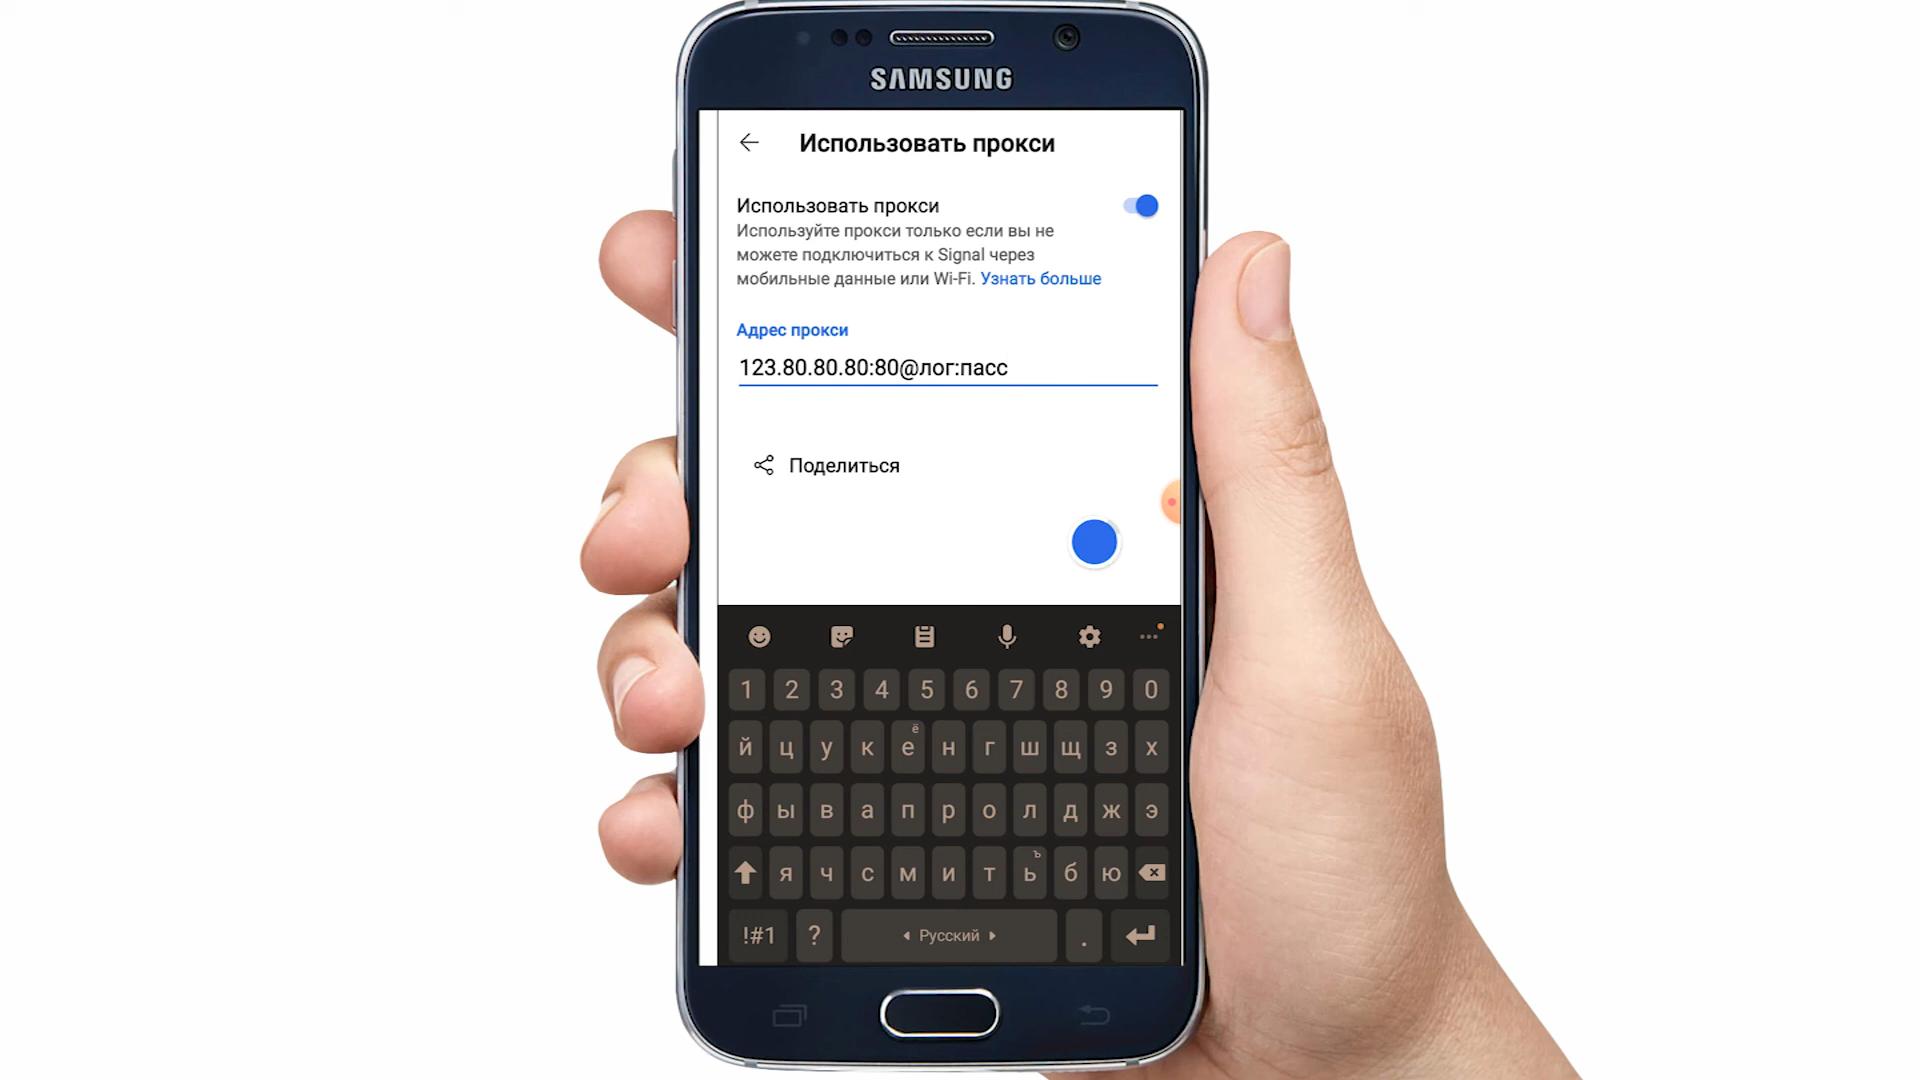 SAMSUNG
Использовать прокси
Использовать прокси
Используйте прокси только если вы не
можете подключиться к Signal через
мобильные данные или Wi-Fi. Узнать больше
Адрес прокси
123.80.80.80:80@лог:пасс
Поделиться
1 2 3 4 5 6 7 8 9 0
й ц у к е ё н г ш щ з х
ф ы в а п р о л д ж э
я ч с м и т ь ъ б ю
!#1 ? Русский .